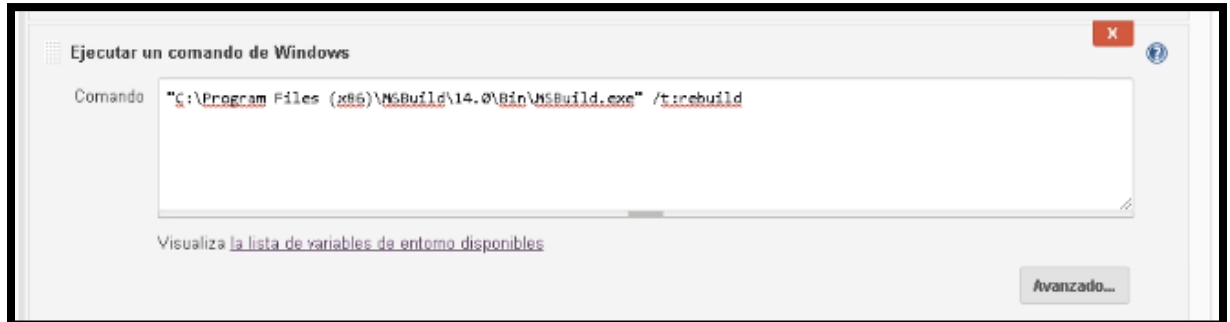 X
Ejecutar un comando de Windows
Comando "C:\Program Files (x86)\MSBuild\14.0\Bin\MSBuild.exe" /t:rebuild
Visualiza la lista de variables de entorno disponibles
Avanzado...